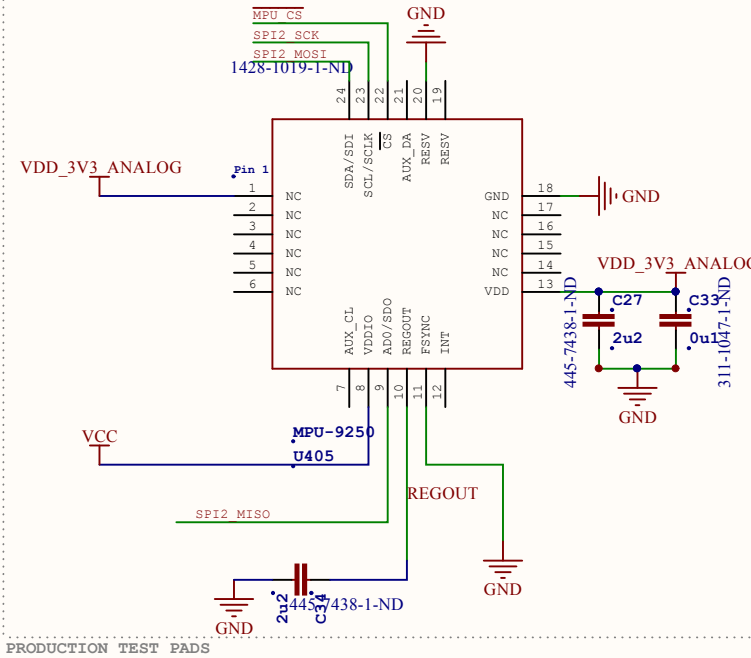 MPU_CS
SPI2_SCK
SPI2_MOSI
1428-1019-1-ND
GND
24
23
22
21
20
19
SDA/SDI
SCL/SCLK
CS
AUX_DA
RESV
RESV
VDD_3V3_ANALOG
Pin 1
1
NC
2
NC
3
NC
4
NC
5
NC
6
NC
GND
18
GND
NC
17
NC
16
NC
15
NC
14
VDD
13
VDD_3V3_ANALOG
445-7438-1-ND
C27
2u2
C33
0u1
311-1047-1-ND
GND
AUX_CL
VDDIO
AD0/SDO
REGOUT
FSYNC
INT
7
8
9
10
11
12
VCC
MPU-9250
U405
REGOUT
SPI2_MISO
GND
2u2
C34
445-7438-1-ND
GND
PRODUCTION TEST PADS